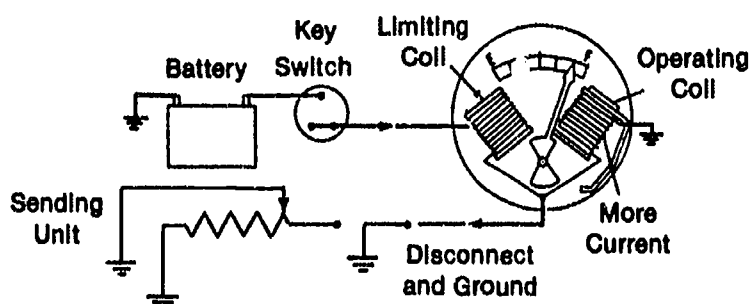 Key
Switch
Battery
Limiting
Coil
Operating
Coil
Sending
Unit
Disconnect
and Ground
More
Current